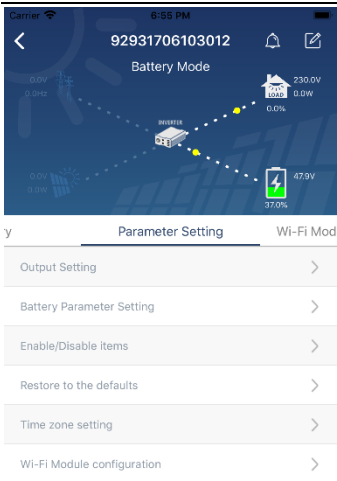 Carrier 6:55 PM
92931706103012
Battery Mode
0.0V
0.0Hz
230.0V
0.0W
LOAD
0.0%
INVERTER
0.0V
0.0W
47.9V
37.0%
ry Parameter Setting Wi-Fi Mod
Output Setting
Battery Parameter Setting
Enable/Disable items
Restore to the defaults
Time zone setting
Wi-Fi Module configuration